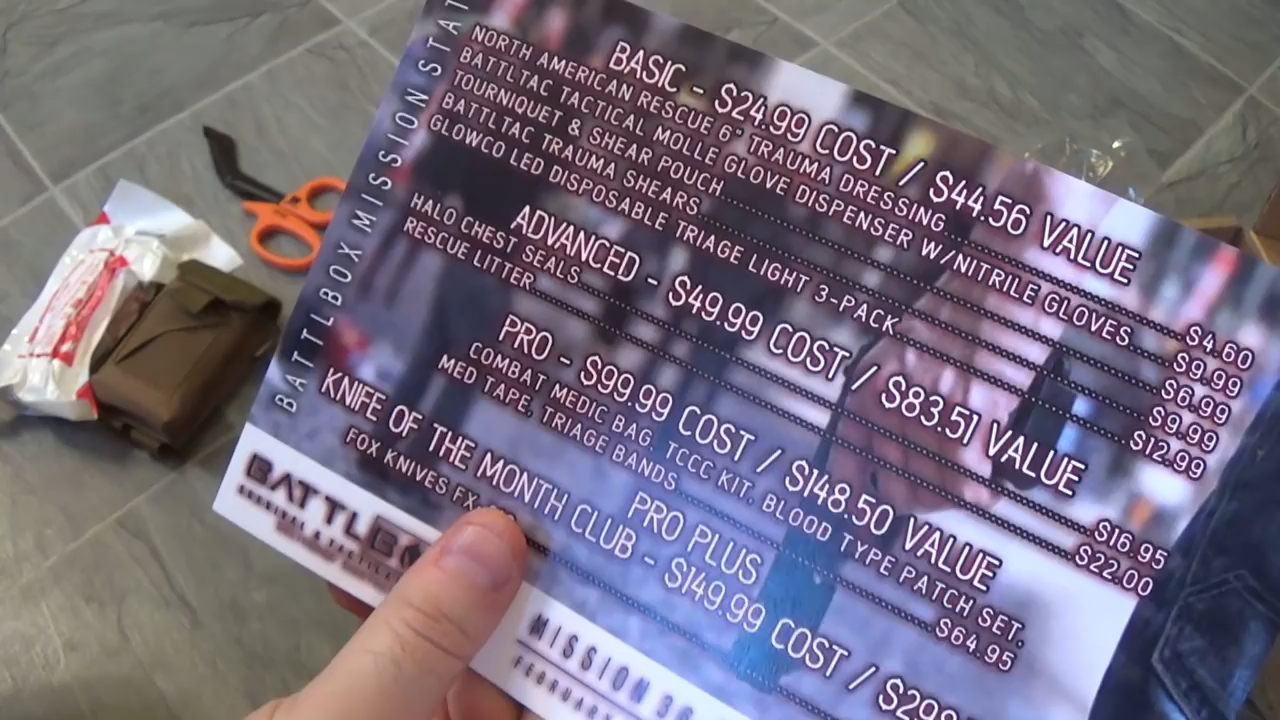 BATTLBOX MISSION STAT
BASIC - $24.99 COST / $44.56 VALUE
NORTH AMERICAN RESCUE 6" TRAUMA DRESSING $4.60
BATTLTAC TACTICAL MOLLE GLOVE DISPENSER W/NITRILE GLOVES $9.99
TOURNIQUET & SHEAR POUCH $6.99
BATTLTAC TRAUMA SHEARS $9.99
GLOWCO LED DISPOSABLE TRIAGE LIGHT 3-PACK $12.99
ADVANCED - $49.99 COST / $83.51 VALUE
HALO CHEST SEALS $16.95
RESCUE LITTER $22.00
PRO - $99.99 COST / $148.50 VALUE
COMBAT MEDIC BAG, TCCC KIT, BLOOD TYPE PATCH SET,
MED TAPE, TRIAGE BANDS $64.95
PRO PLUS
KNIFE OF THE MONTH CLUB - $149.99 COST / $299
FOX KNIVES FX
BATTLBO
SURVIVAL & TACTICAL
MISSION 36
FEBRUARY